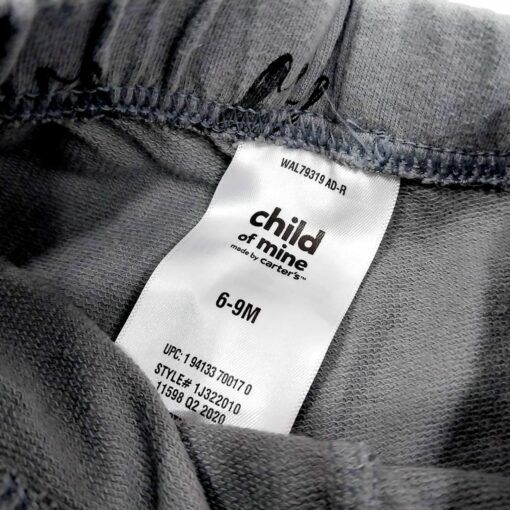 WAL79319 AD-R
child
of mine
made by carter's™
6-9M
UPC: 1 94133 70017 0
STYLE# 1J322010
11598 Q2 2020